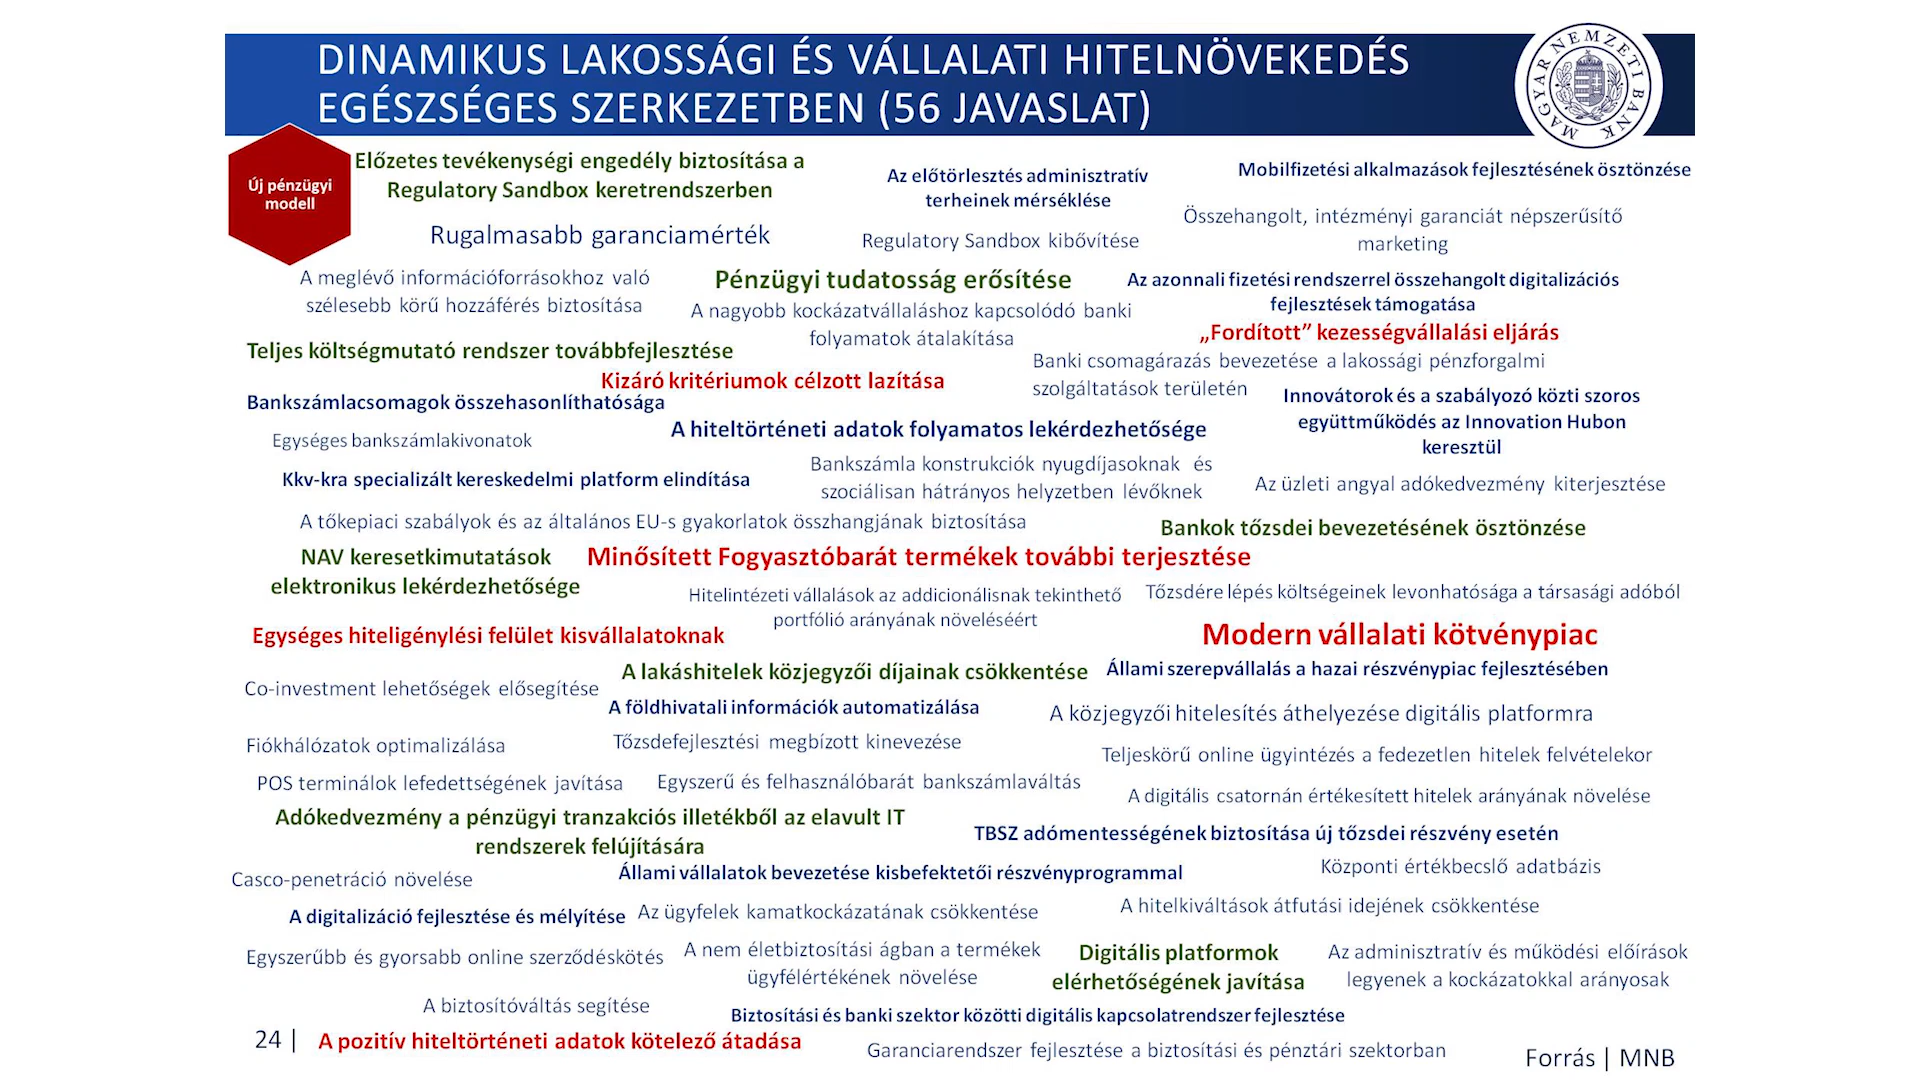 DINAMIKUS LAKOSSÁGI ÉS VÁLLALATI HITELNÖVEKEDÉS
EGÉSZSÉGES SZERKEZETBEN (56 JAVASLAT)
MAGYAR NEMZETI BANK
Új pénzügyi
modell
Előzetes tevékenységi engedély biztosítása a
Regulatory Sandbox keretrendszerben
Az előtörlesztés adminisztratív
terheinek mérséklése
Mobilfizetési alkalmazások fejlesztésének ösztönzése
Rugalmasabb garanciamérték
Regulatory Sandbox kibővítése
Összehangolt, intézményi garanciát népszerűsítő
marketing
A meglévő információforrásokhoz való
szélesebb körű hozzáférés biztosítása
Pénzügyi tudatosság erősítése
Az azonnali fizetési rendszerrel összehangolt digitalizációs
fejlesztések támogatása
A nagyobb kockázatvállaláshoz kapcsolódó banki
folyamatok átalakítása
„Fordított” kezességvállalási eljárás
Teljes költségmutató rendszer továbbfejlesztése
Banki csomagárazás bevezetése a lakossági pénzforgalmi
szolgáltatások területén
Kizáró kritériumok célzott lazítása
Bankszámlacsomagok összehasonlíthatósága
Innovátorok és a szabályozó közti szoros
együttműködés az Innovation Hubon
keresztül
A hiteltörténeti adatok folyamatos lekérdezhetősége
Egységes bankszámlakivonatok
Bankszámla konstrukciók nyugdíjasoknak és
szociálisan hátrányos helyzetben lévőknek
Kkv-kra specializált kereskedelmi platform elindítása
Az üzleti angyal adókedvezmény kiterjesztése
A tőkepiaci szabályok és az általános EU-s gyakorlatok összhangjának biztosítása
Bankok tőzsdei bevezetésének ösztönzése
NAV keresetkimutatások
elektronikus lekérdezhetősége
Minősített Fogyasztóbarát termékek további terjesztése
Hitelintézeti vállalások az addicionálisnak tekinthető
portfólió arányának növeléséért
Tőzsdére lépés költségeinek levonhatósága a társasági adóból
Egységes hiteligénylési felület kisvállalatoknak
Modern vállalati kötvénypiac
A lakáshitelek közjegyzői díjainak csökkentése
Állami szerepvállalás a hazai részvénypiac fejlesztésében
Co-investment lehetőségek elősegítése
A földhivatali információk automatizálása
A közjegyzői hitelesítés áthelyezése digitális platformra
Fiókhálózatok optimalizálása
Tőzsdefejlesztési megbízott kinevezése
Teljeskörű online ügyintézés a fedezetlen hitelek felvételekor
POS terminálok lefedettségének javítása
Egyszerű és felhasználóbarát bankszámlaváltás
A digitális csatornán értékesített hitelek arányának növelése
Adókedvezmény a pénzügyi tranzakciós illetékből az elavult IT
rendszerek felújítására
TBSZ adómentességének biztosítása új tőzsdei részvény esetén
Casco-penetráció növelése
Állami vállalatok bevezetése kisbefektetői részvényprogrammal
Központi értékbecslő adatbázis
A digitalizáció fejlesztése és mélyítése
Az ügyfelek kamatkockázatának csökkentése
A hitelkiváltások átfutási idejének csökkentése
Egyszerűbb és gyorsabb online szerződéskötés
A nem életbiztosítási ágban a termékek
ügyfélértékének növelése
Digitális platformok
elérhetőségének javítása
Az adminisztratív és működési előírások
legyenek a kockázatokkal arányosak
A biztosítóváltás segítése
Biztosítási és banki szektor közötti digitális kapcsolatrendszer fejlesztése
24 |
A pozitív hiteltörténeti adatok kötelező átadása
Garanciarendszer fejlesztése a biztosítási és pénztári szektorban
Forrás | MNB